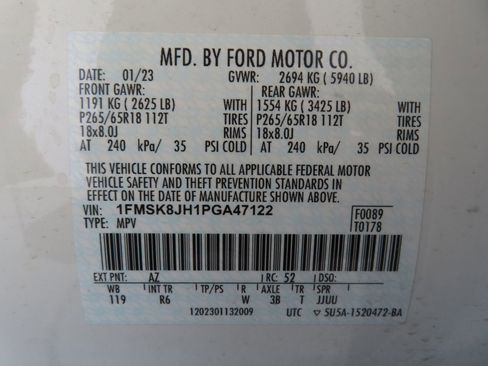 MFD. BY FORD MOTOR CO.
DATE: 01/23 GVWR: 2694 KG ( 5940 LB)
FRONT GAWR: REAR GAWR:
1191 KG ( 2625 LB) WITH 1554 KG ( 3425 LB) WITH
P265/65R18 112T TIRES P265/65R18 112T TIRES
18x8.0J RIMS 18x8.0J RIMS
AT 240 kPa/ 35 PSI COLD AT 240 kPa/ 35 PSI COLD
THIS VEHICLE CONFORMS TO ALL APPLICABLE FEDERAL MOTOR
VEHICLE SAFETY AND THEFT PREVENTION STANDARDS IN
EFFECT ON THE DATE OF MANUFACTURE SHOWN ABOVE.
VIN: 1FMSK8JH1PGA47122 F0089
TYPE: MPV T0178
EXT PNT: AZ RC: 52 DSO:
WB INT TR TP/PS R AXLE TR SPR
119 R6 W 3B T JJUU
1202301132009 UTC ▽ 5U5A-1520472-BA